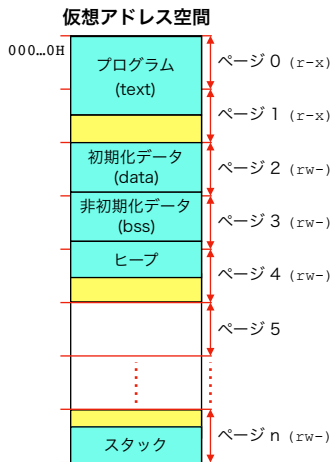 仮想アドレス空間
000…0H
プログラム
(text)
ページ 0 (r-x)
ページ 1 (r-x)
初期化データ
(data)
ページ 2 (rw-)
非初期化データ
(bss)
ページ 3 (rw-)
ヒープ
ページ 4 (rw-)
ページ 5
スタック
ページ n (rw-)